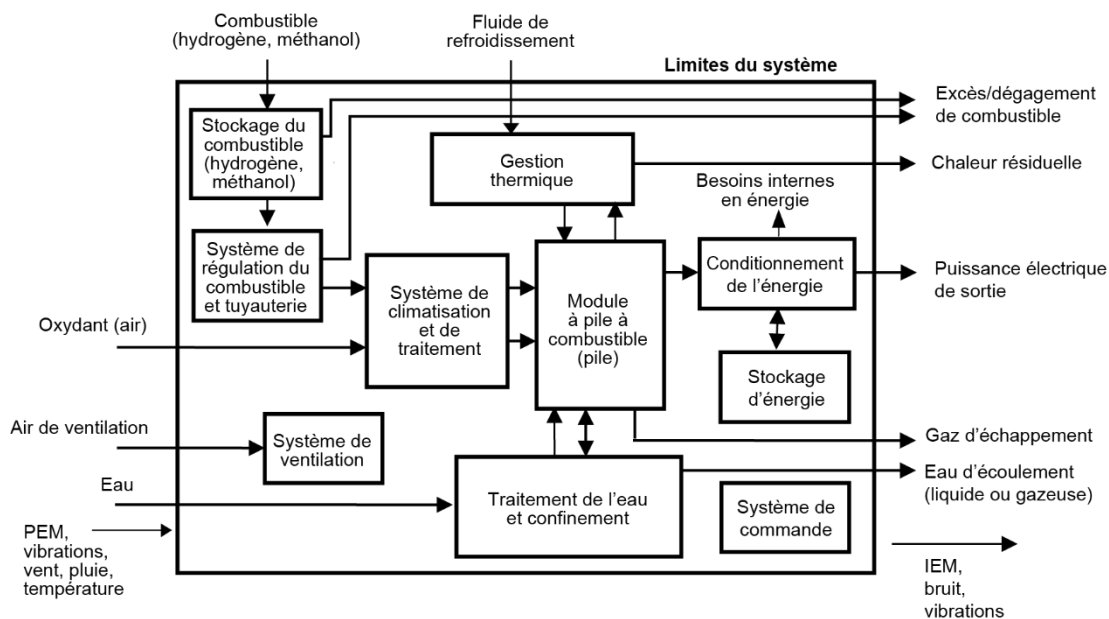 Combustible
(hydrogène, méthanol)
Fluide de
refroidissement
Limites du système
Stockage du
combustible
(hydrogène,
méthanol)
Excès/dégagement
de combustible
Gestion
thermique
Chaleur résiduelle
Besoins internes
en énergie
Système de
régulation du
combustible
et tuyauterie
Système de
climatisation
et de
traitement
Module
à pile à
combustible
(pile)
Conditionnement
de l'énergie
Puissance électrique
de sortie
Oxydant (air)
Stockage
d'énergie
Air de ventilation
Système de
ventilation
Gaz d'échappement
Eau
Traitement de l'eau
et confinement
Eau d'écoulement
(liquide ou gazeuse)
Système de
commande
PEM,
vibrations,
vent, pluie,
température
IEM,
bruit,
vibrations